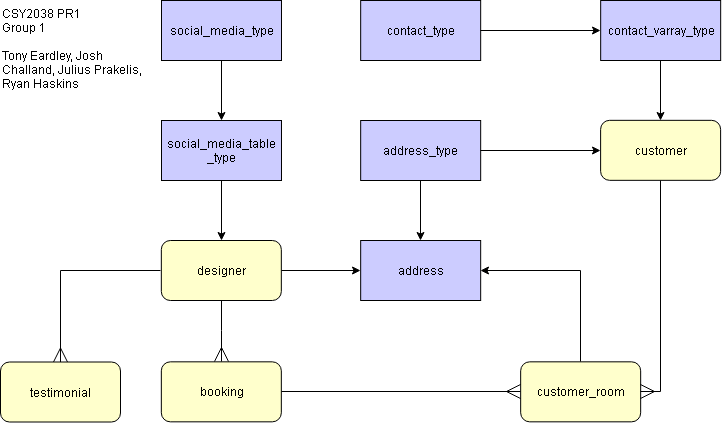 CSY2038 PR1
Group 1
Tony Eardley, Josh
Challand, Julius Prakelis,
Ryan Haskins
social_media_type
contact_type
contact_varray_type
social_media_table
_type
address_type
customer
designer
address
testimonial
booking
customer_room